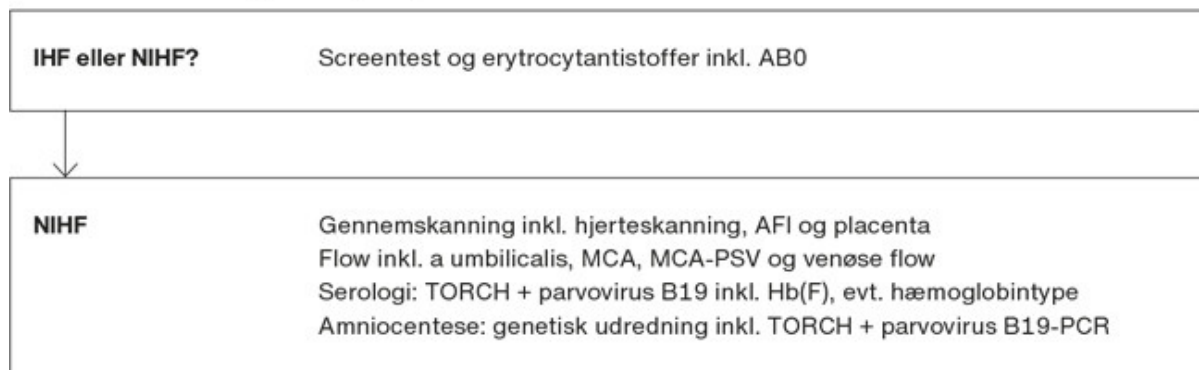 IHF eller NIHF? Screentest og erytrocytantistoffer inkl. AB0
NIHF Gennemskanning inkl. hjerteskanning, AFI og placenta
Flow inkl. a umbilicalis, MCA, MCA-PSV og venøse flow
Serologi: TORCH + parvovirus B19 inkl. Hb(F), evt. hæmoglobintype
Amniocentese: genetisk udredning inkl. TORCH + parvovirus B19-PCR